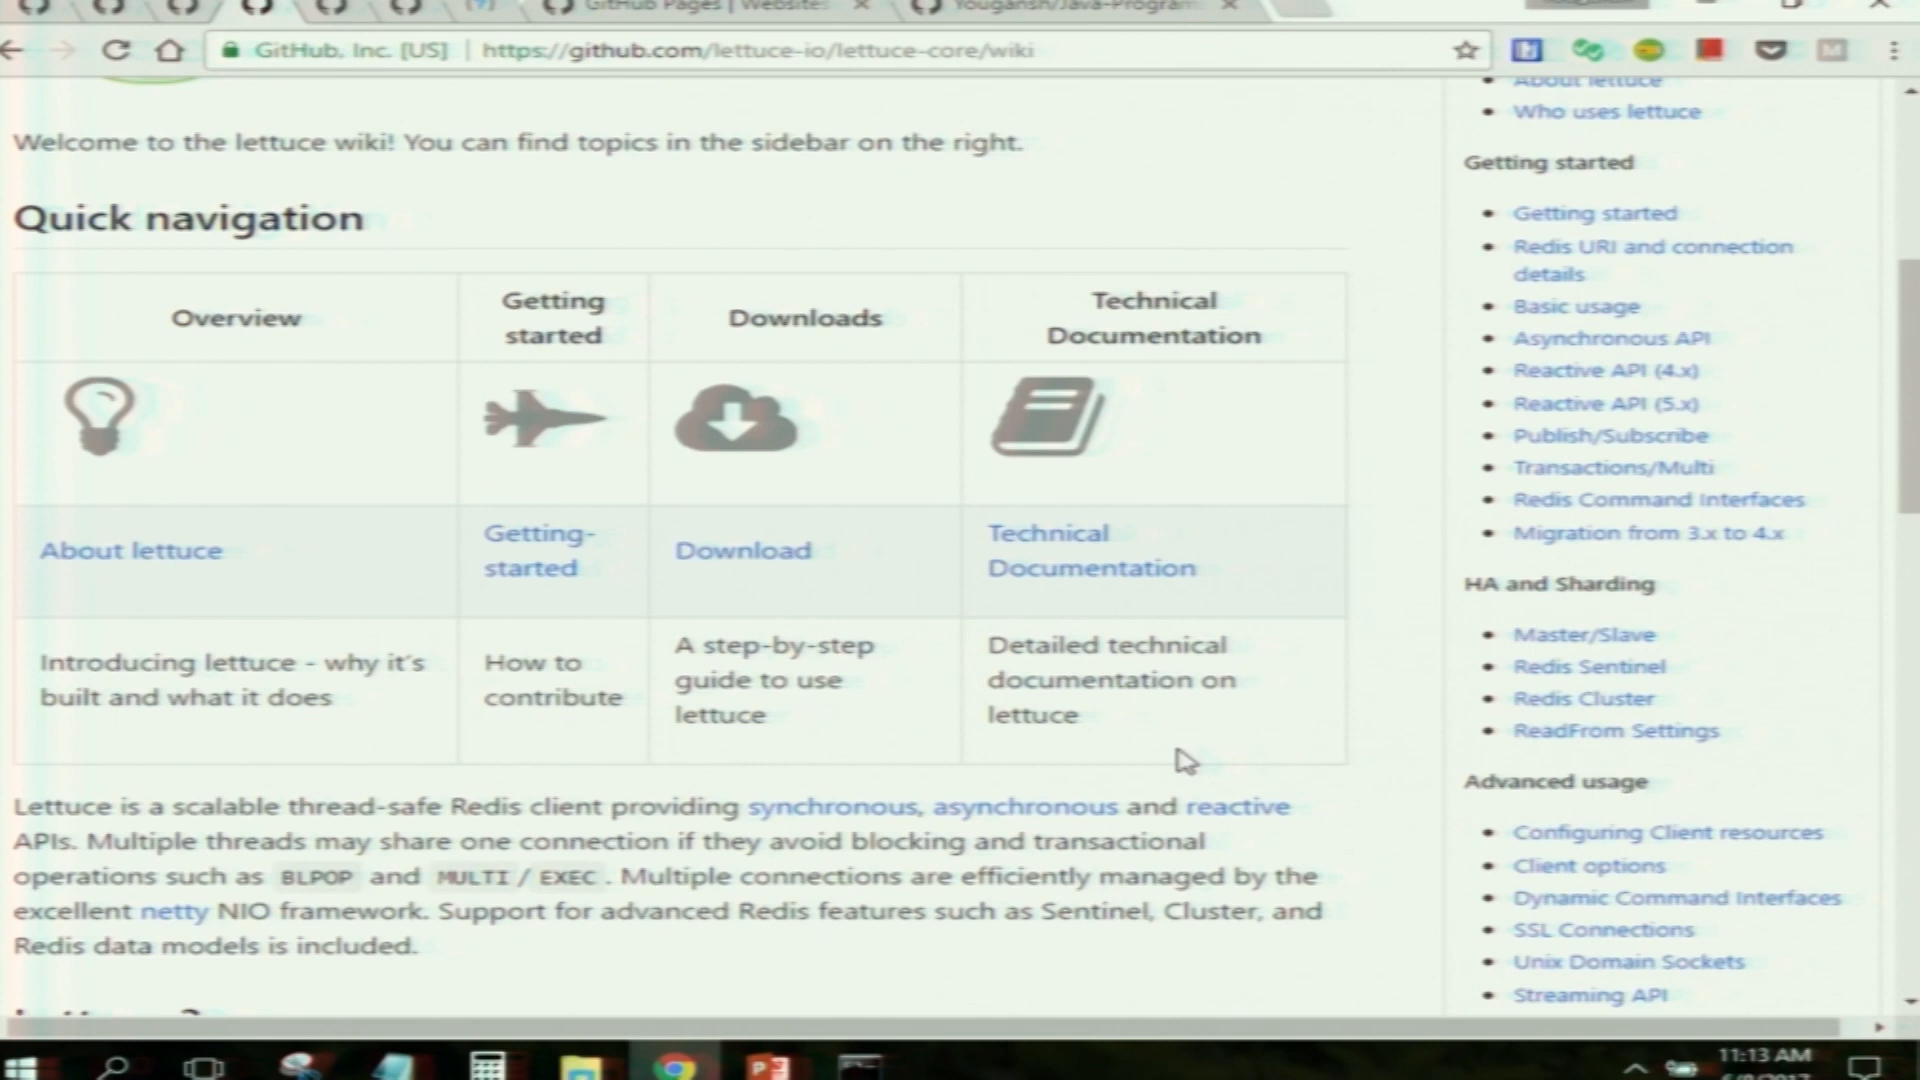 GitHub Pages | Websites
Yougansh/Java-Program
GitHub, Inc. [US] | https://github.com/lettuce-io/lettuce-core/wiki
Welcome to the lettuce wiki! You can find topics in the sidebar on the right.
Quick navigation
Overview
Getting
started
Downloads
Technical
Documentation
About lettuce
Getting-
started
Download
Technical
Documentation
Introducing lettuce - why it's
built and what it does
How to
contribute
A step-by-step
guide to use
lettuce
Detailed technical
documentation on
lettuce
Lettuce is a scalable thread-safe Redis client providing synchronous, asynchronous and reactive
APIs. Multiple threads may share one connection if they avoid blocking and transactional
operations such as BLPOP and MULTI / EXEC . Multiple connections are efficiently managed by the
excellent netty NIO framework. Support for advanced Redis features such as Sentinel, Cluster, and
Redis data models is included.
About lettuce
Who uses lettuce
Getting started
Getting started
Redis URI and connection
details
Basic usage
Asynchronous API
Reactive API (4.x)
Reactive API (5.x)
Publish/Subscribe
Transactions/Multi
Redis Command Interfaces
Migration from 3.x to 4.x
HA and Sharding
Master/Slave
Redis Sentinel
Redis Cluster
ReadFrom Settings
Advanced usage
Configuring Client resources
Client options
Dynamic Command Interfaces
SSL Connections
Unix Domain Sockets
Streaming API
11:13 AM